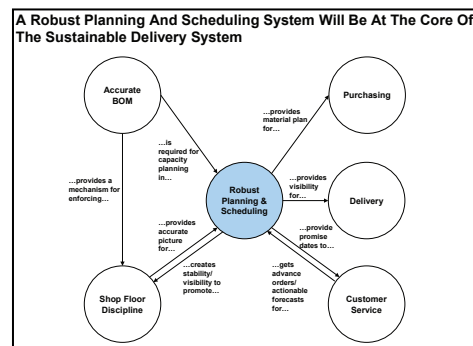 A Robust Planning And Scheduling System Will Be At The Core Of
The Sustainable Delivery System
Accurate
BOM
Purchasing
…provides
material plan
for…
…is
required for
capacity
planning
in…
…provides a
mechanism for
enforcing…
Robust
Planning &
Scheduling
…provides
visibility
for…
Delivery
…provides
accurate
picture
for…
…provide
promise
dates to…
…creates
stability/
visibility to
promote…
…gets
advance
orders/
actionable
forecasts
for…
Shop Floor
Discipline
Customer
Service